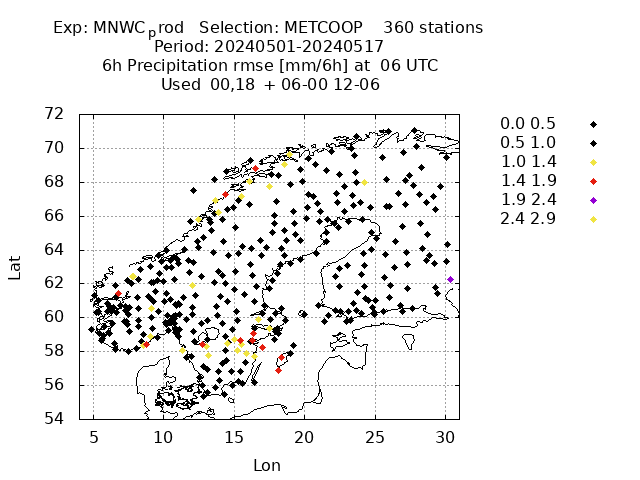 Exp: MNWC_prod   Selection: METCOOP    360 stations
Period: 20240501-20240517
6h Precipitation rmse [mm/6h] at  06 UTC
Used  00,18  + 06-00 12-06
72
70
68
66
64
62
60
58
56
54
Lat
5 10 15 20 25 30
Lon
0.0 0.5
0.5 1.0
1.0 1.4
1.4 1.9
1.9 2.4
2.4 2.9